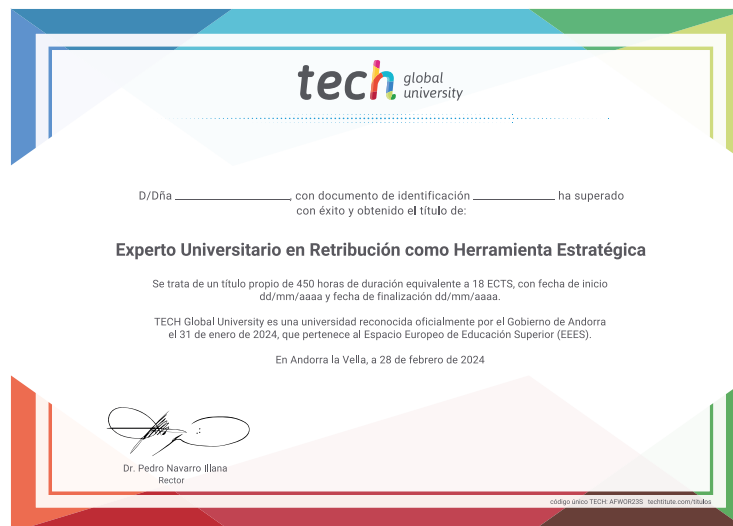 tech global university
D/Dña ____________________, con documento de identificación ______________ ha superado
con éxito y obtenido el título de:
Experto Universitario en Retribución como Herramienta Estratégica
Se trata de un título propio de 450 horas de duración equivalente a 18 ECTS, con fecha de inicio
dd/mm/aaaa y fecha de finalización dd/mm/aaaa.
TECH Global University es una universidad reconocida oficialmente por el Gobierno de Andorra
el 31 de enero de 2024, que pertenece al Espacio Europeo de Educación Superior (EEES).
En Andorra la Vella, a 28 de febrero de 2024
Dr. Pedro Navarro Illana
Rector
código único TECH: AFWOR23S techtitute.com/titulos